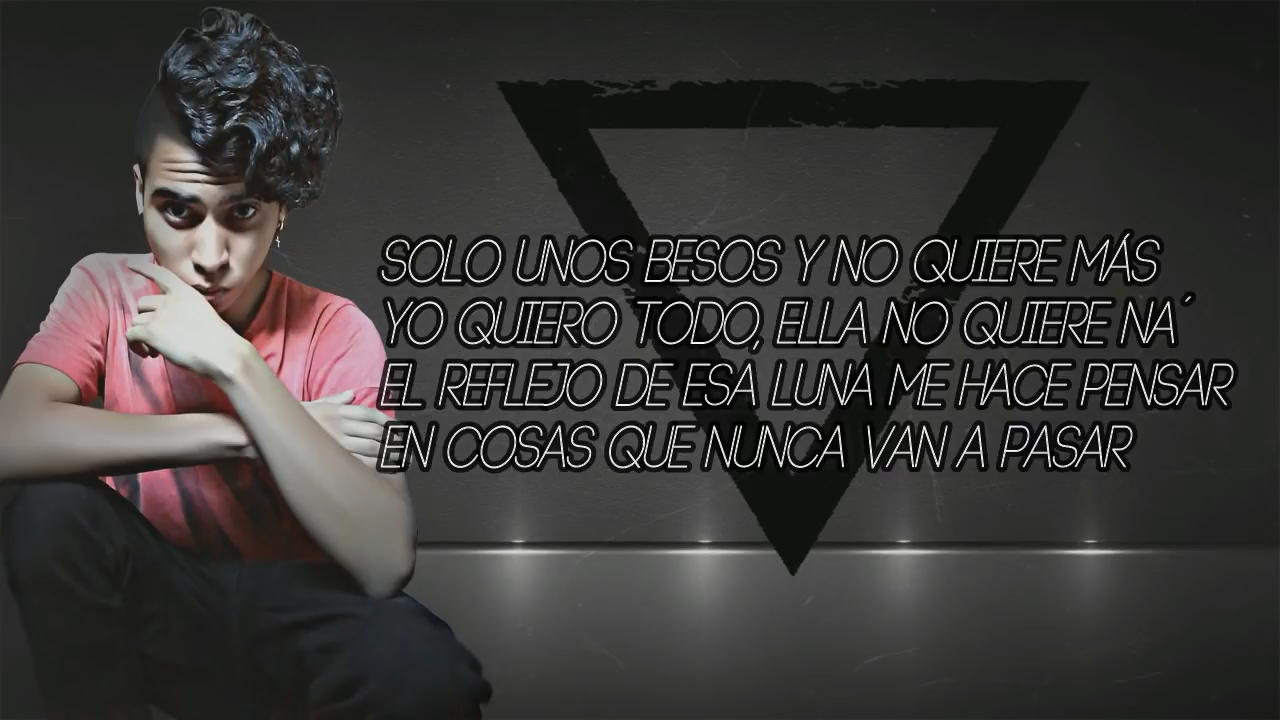 SOLO UNOS BESOS Y NO QUIERE MÁS
YO QUIERO TODO, ELLA NO QUIERE NA´
EL REFLEJO DE ESA LUNA ME HACE PENSAR
EN COSAS QUE NUNCA VAN A PASAR